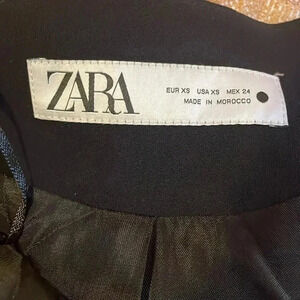 ZARA
EUR XS USA XS MEX 24
MADE IN MOROCCO